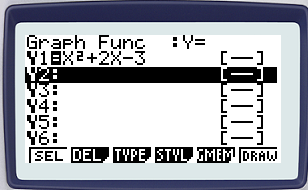 Graph Func :Y=
Y1=X²+2X-3 [—]
Y2: [—]
Y3: [—]
Y4: [—]
Y5: [—]
Y6: [—]
SEL DEL TYPE STYL GMEM DRAW